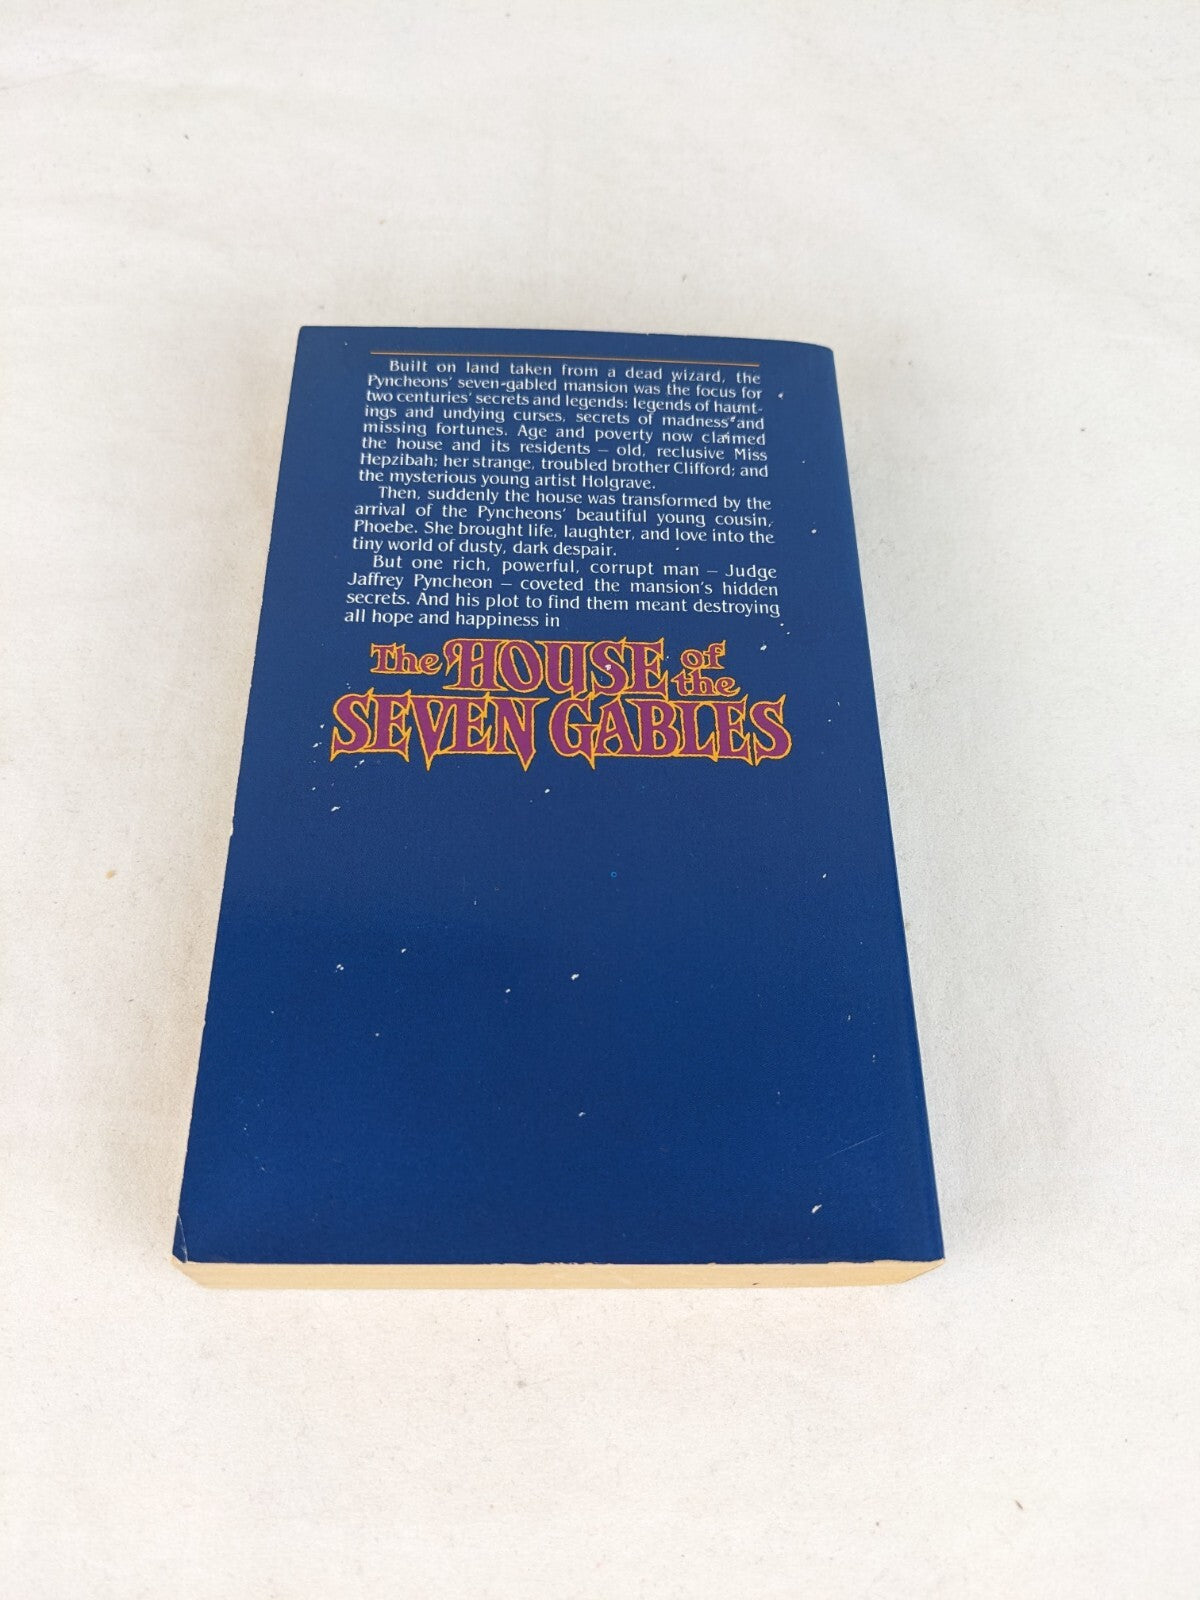 Built on land taken from a dead wizard, the
Pyncheons' seven-gabled mansion was the focus for
two centuries' secrets and legends: legends of haunt-
ings and undying curses, secrets of madness and
missing fortunes. Age and poverty now claimed
the house and its residents – old, reclusive Miss
Hepzibah; her strange, troubled brother Clifford; and
the mysterious young artist Holgrave.
Then, suddenly the house was transformed by the
arrival of the Pyncheons' beautiful young cousin,
Phoebe. She brought life, laughter, and love into the
tiny world of dusty, dark despair.
But one rich, powerful, corrupt man – Judge
Jaffrey Pyncheon – coveted the mansion's hidden
secrets. And his plot to find them meant destroying
all hope and happiness in
The HOUSE of the
SEVEN GABLES